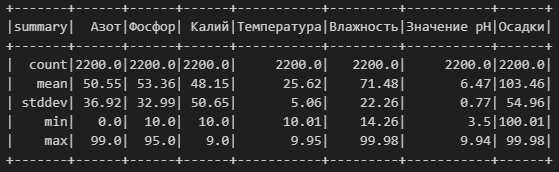 +-------+------+------+------+-----------+---------+-----------+------+
|summary|  Азот|Фосфор| Калий|Температура|Влажность|Значение pH|Осадки|
+-------+------+------+------+-----------+---------+-----------+------+
|  count|2200.0|2200.0|2200.0|     2200.0|   2200.0|     2200.0|2200.0|
|   mean| 50.55| 53.36| 48.15|      25.62|    71.48|       6.47|103.46|
| stddev| 36.92| 32.99| 50.65|       5.06|    22.26|       0.77| 54.96|
|    min|   0.0|  10.0|  10.0|      10.01|    14.26|        3.5|100.01|
|    max|  99.0|  95.0|   9.0|       9.95|    99.98|       9.94| 99.98|
+-------+------+------+------+-----------+---------+-----------+------+